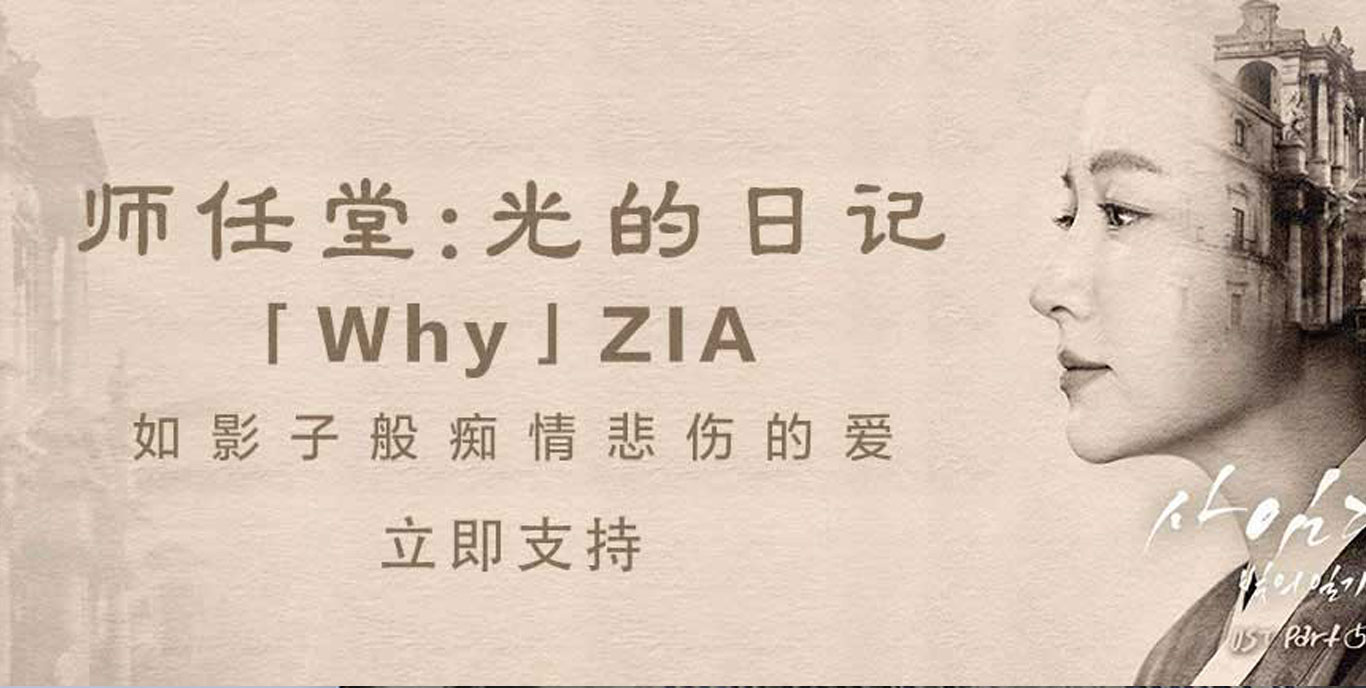 师任堂:光的日记
「Why」ZIA
如影子般痴情悲伤的爱
立即支持
사임
빛의일기
OST Part 5